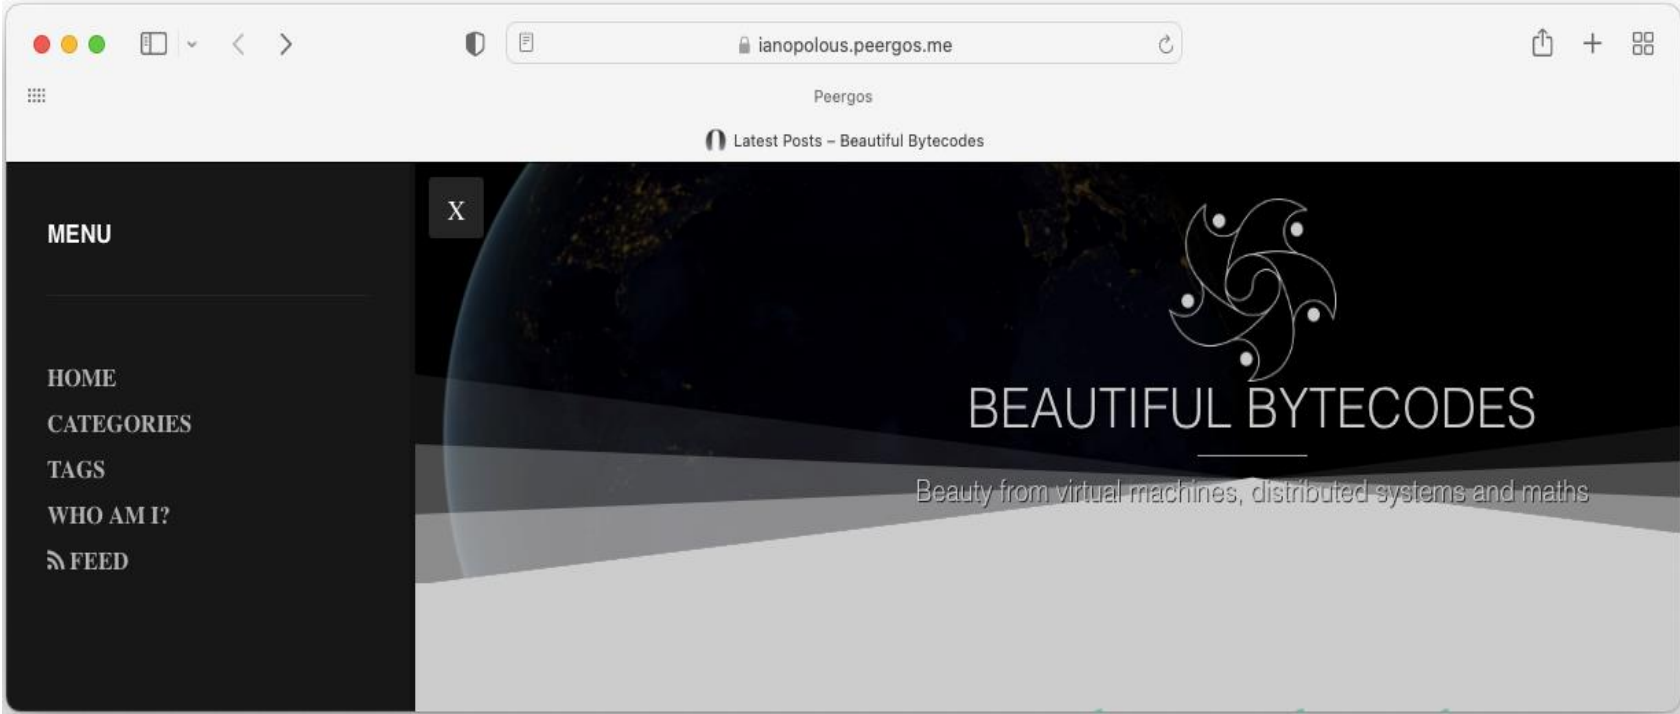 ianopolous.peergos.me
Peergos
Latest Posts – Beautiful Bytecodes
MENU
X
HOME
CATEGORIES
TAGS
WHO AM I?
FEED
BEAUTIFUL BYTECODES
Beauty from virtual machines, distributed systems and maths